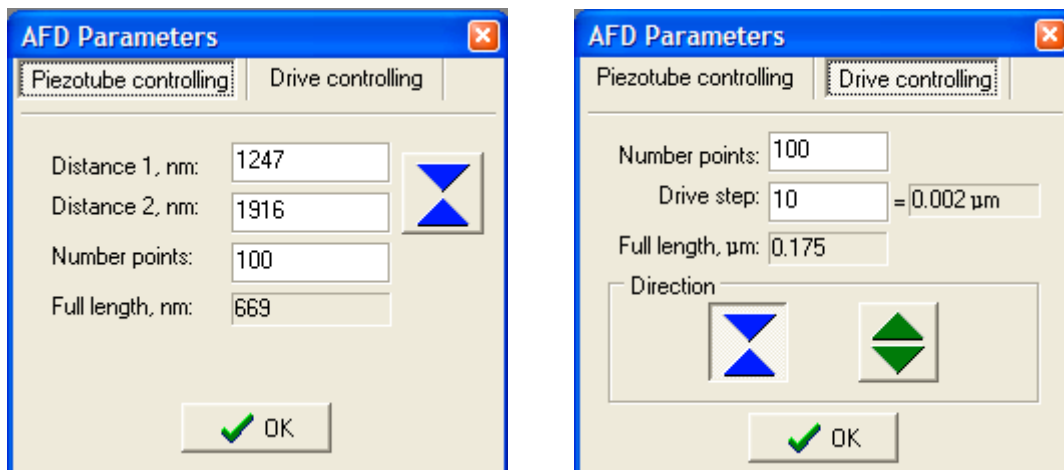 AFD Parameters
Piezotube controlling Drive controlling
Distance 1, nm: 1247
Distance 2, nm: 1916
Number points: 100
Full length, nm: 669
OK
AFD Parameters
Piezotube controlling Drive controlling
Number points: 100
Drive step: 10 = 0.002 µm
Full length, µm: 0.175
Direction
OK